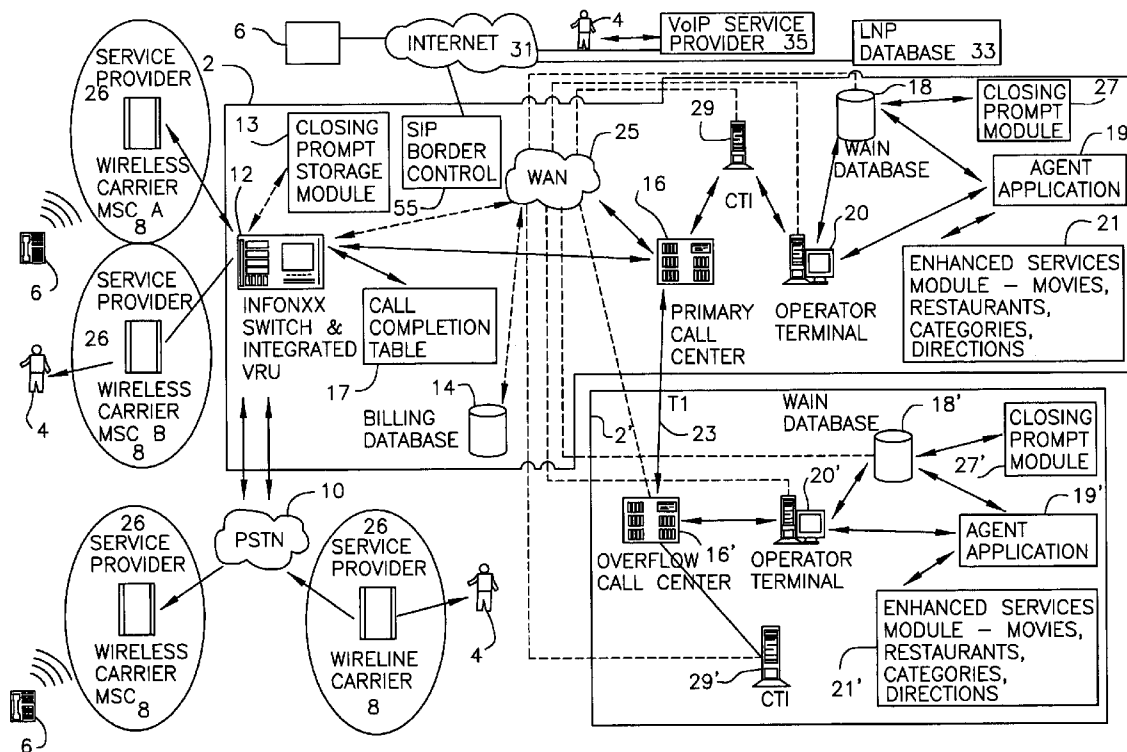 6
INTERNET
31
4
VoIP SERVICE
PROVIDER 35
LNP
DATABASE 33
SERVICE
PROVIDER
26
WIRELESS
CARRIER
MSC A
8
6
2
13
CLOSING
PROMPT
STORAGE
MODULE
12
SIP
BORDER
CONTROL
55
WAN
25
29
CTI
18
WAIN
DATABASE
CLOSING
PROMPT
MODULE
27
19
AGENT
APPLICATION
16
20
21
SERVICE
PROVIDER
26
WIRELESS
CARRIER
MSC B
8
4
INFONXX
SWITCH &
INTEGRATED
VRU
CALL
COMPLETION
TABLE
17
14
BILLING
DATABASE
PRIMARY
CALL
CENTER
OPERATOR
TERMINAL
ENHANCED SERVICES
MODULE – MOVIES,
RESTAURANTS,
CATEGORIES,
DIRECTIONS
10
PSTN
26
SERVICE
PROVIDER
WIRELESS
CARRIER
MSC
8
6
26
SERVICE
PROVIDER
WIRELINE
CARRIER
8
4
T1
2'
23
WAIN
DATABASE
18'
CLOSING
PROMPT
MODULE
27'
20'
19'
AGENT
APPLICATION
16'
OVERFLOW
CALL CENTER
OPERATOR
TERMINAL
29'
CTI
ENHANCED SERVICES
MODULE – MOVIES,
RESTAURANTS,
CATEGORIES,
DIRECTIONS
21'